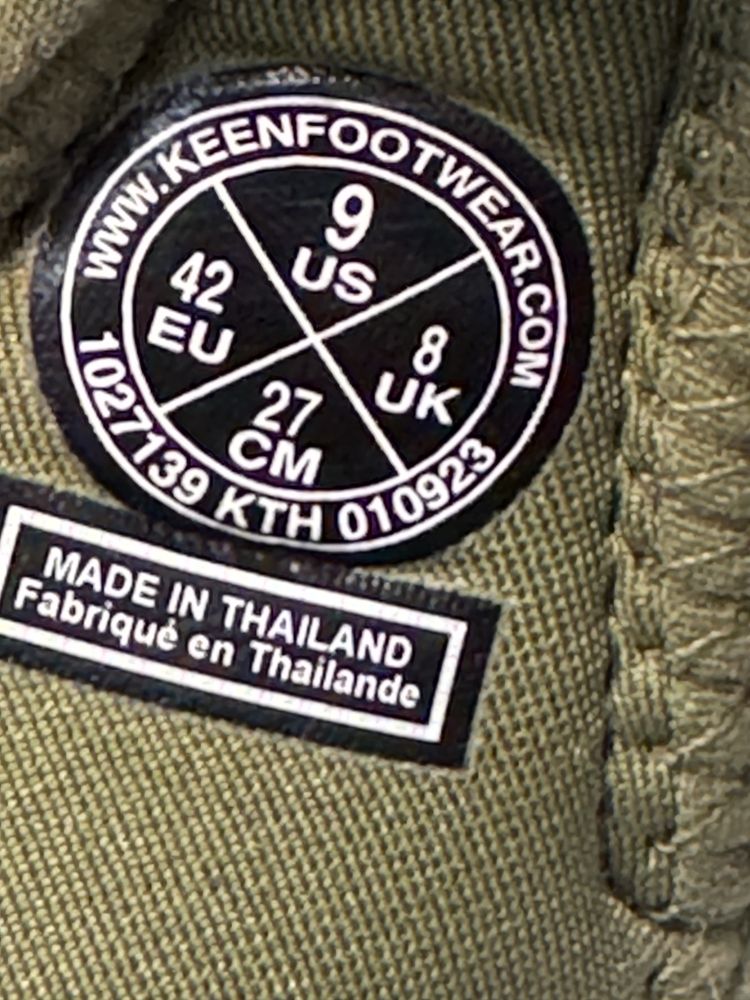 WWW.KEENFOOTWEAR.COM
9
US
42
EU
8
UK
27
CM
1027139 KTH 010923
MADE IN THAILAND
Fabriqué en Thailande